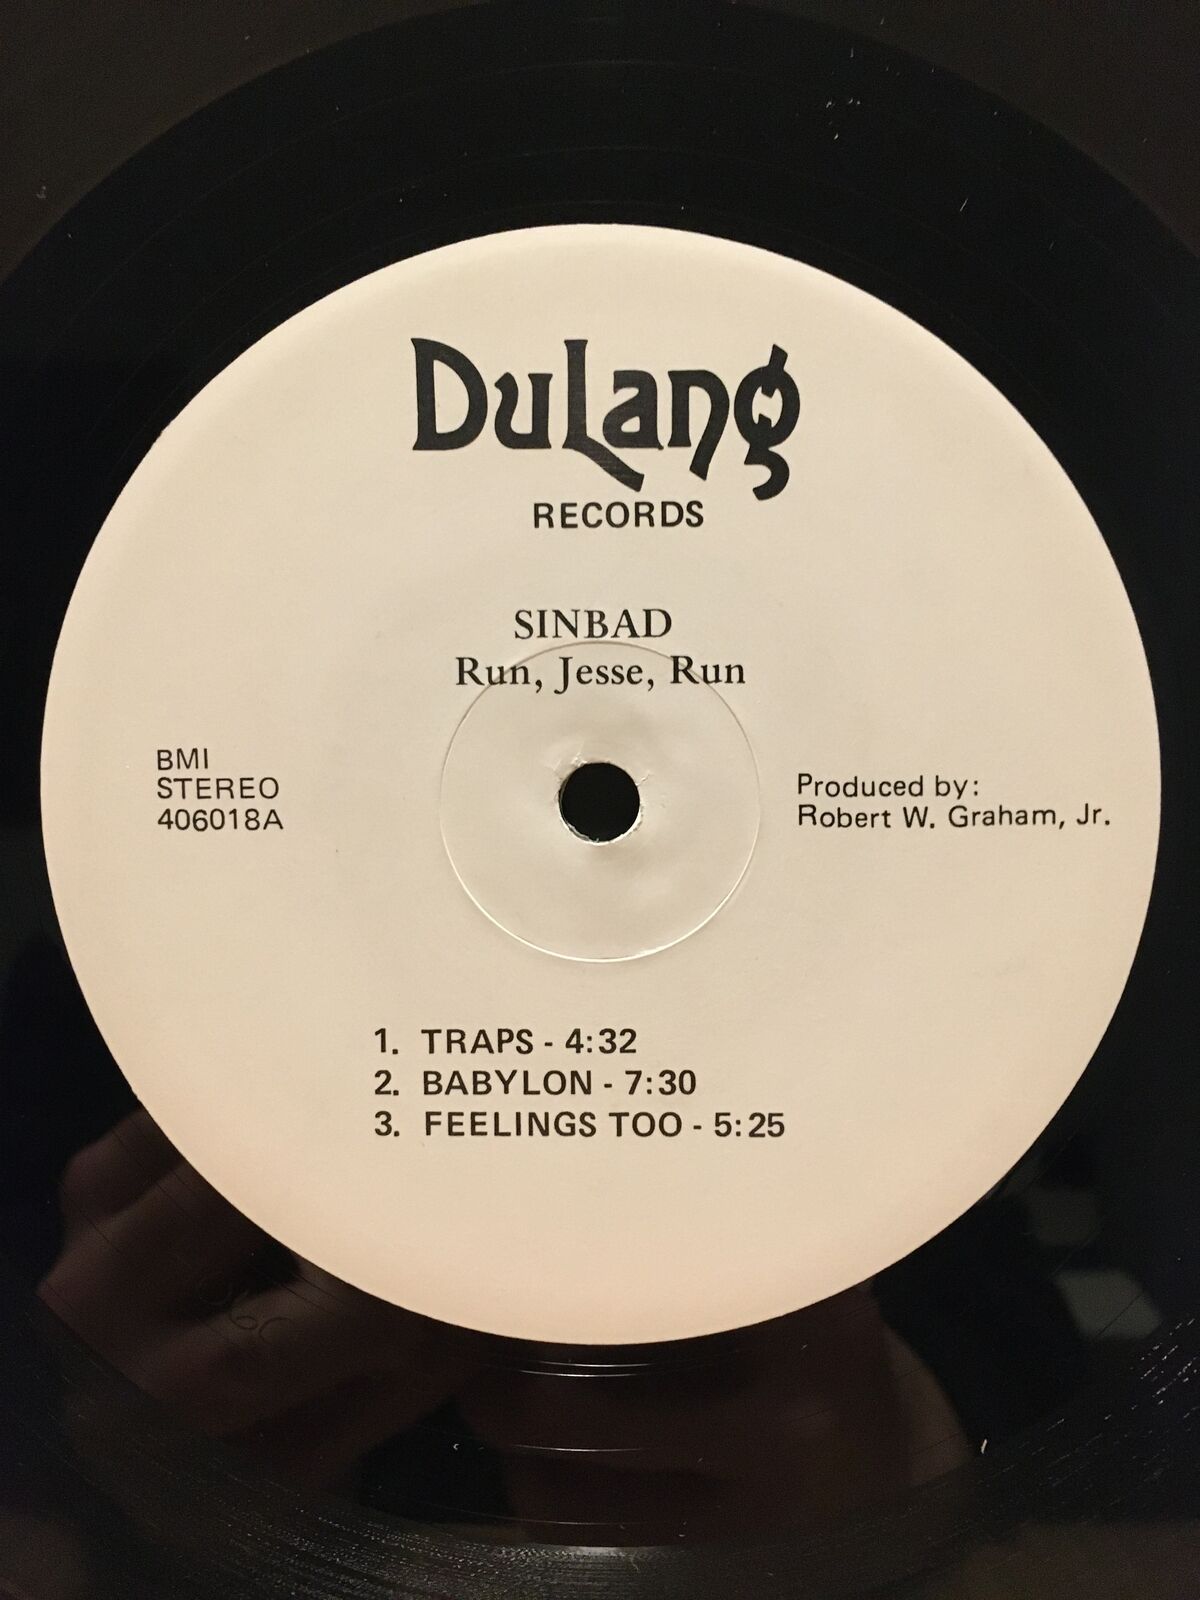 DuLang
RECORDS
SINBAD
Run, Jesse, Run
BMI
STEREO
406018A
Produced by:
Robert W. Graham, Jr.
1. TRAPS - 4:32
2. BABYLON - 7:30
3. FEELINGS TOO - 5:25